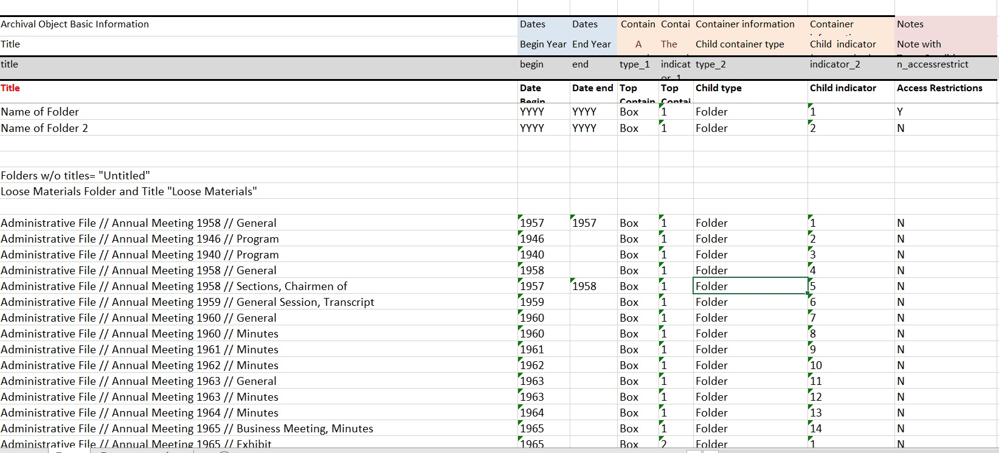 Archival Object Basic Information Dates Dates Contain Contai Container information Container Notes
Title Begin Year End Year A The Child container type Child indicator Note with
title begin end type_1 indicator_1 type_2 indicator_2 n_accessrestrict
Title Date Begin Date end Top Contain Top Contai Child type Child indicator Access Restrictions
Name of Folder YYYY YYYY Box 1 Folder 1 Y
Name of Folder 2 YYYY YYYY Box 1 Folder 2 N
Folders w/o titles= "Untitled"
Loose Materials Folder and Title "Loose Materials"
Administrative File // Annual Meeting 1958 // General 1957 1957 Box 1 Folder 1 N
Administrative File // Annual Meeting 1946 // Program 1946 Box 1 Folder 2 N
Administrative File // Annual Meeting 1940 // Program 1940 Box 1 Folder 3 N
Administrative File // Annual Meeting 1958 // General 1958 Box 1 Folder 4 N
Administrative File // Annual Meeting 1958 // Sections, Chairmen of 1957 1958 Box 1 Folder 5 N
Administrative File // Annual Meeting 1959 // General Session, Transcript 1959 Box 1 Folder 6 N
Administrative File // Annual Meeting 1960 // General 1960 Box 1 Folder 7 N
Administrative File // Annual Meeting 1960 // Minutes 1960 Box 1 Folder 8 N
Administrative File // Annual Meeting 1961 // Minutes 1961 Box 1 Folder 9 N
Administrative File // Annual Meeting 1962 // Minutes 1962 Box 1 Folder 10 N
Administrative File // Annual Meeting 1963 // General 1963 Box 1 Folder 11 N
Administrative File // Annual Meeting 1963 // Minutes 1963 Box 1 Folder 12 N
Administrative File // Annual Meeting 1964 // Minutes 1964 Box 1 Folder 13 N
Administrative File // Annual Meeting 1965 // Business Meeting, Minutes 1965 Box 1 Folder 14 N
Administrative File // Annual Meeting 1965 // Exhibit 1965 Box 2 Folder 1 N